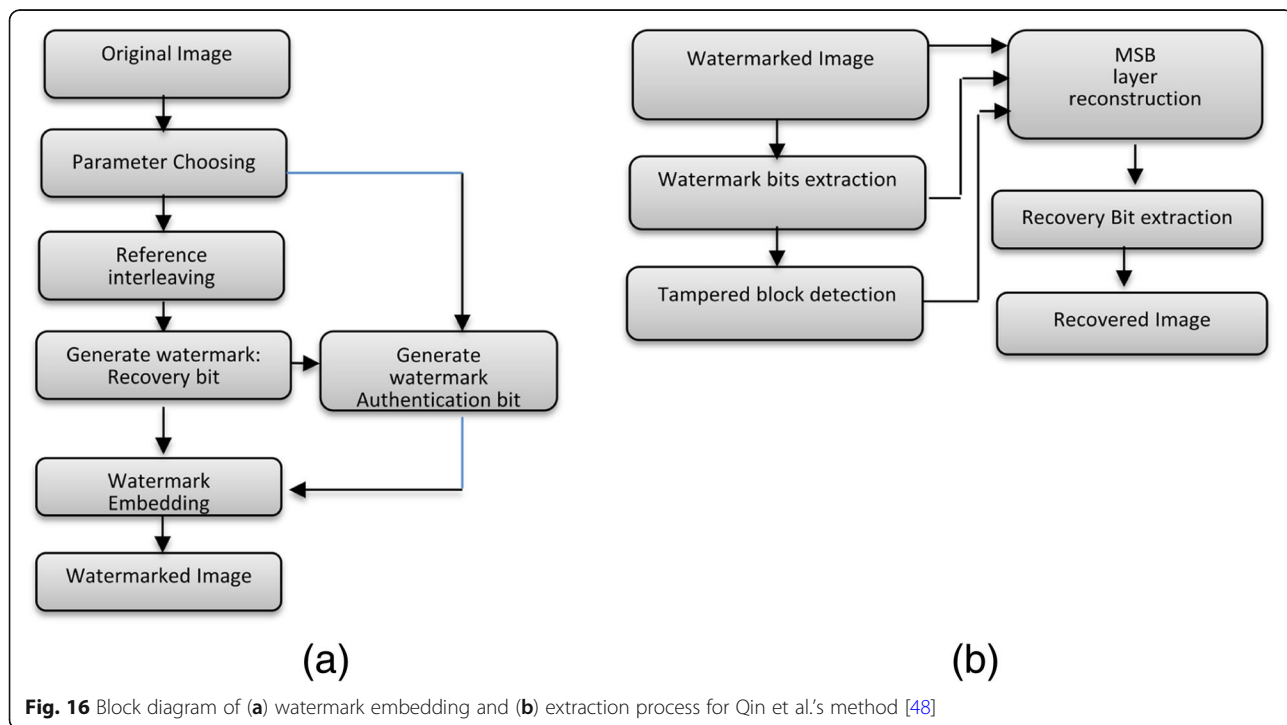 Original Image
Parameter Choosing
Reference
interleaving
Generate watermark:
Recovery bit
Generate
watermark
Authentication bit
Watermark
Embedding
Watermarked Image
(a)
Watermarked Image
Watermark bits extraction
Tampered block detection
MSB
layer
reconstruction
Recovery Bit extraction
Recovered Image
(b)
Fig. 16 Block diagram of (a) watermark embedding and (b) extraction process for Qin et al.’s method [48]